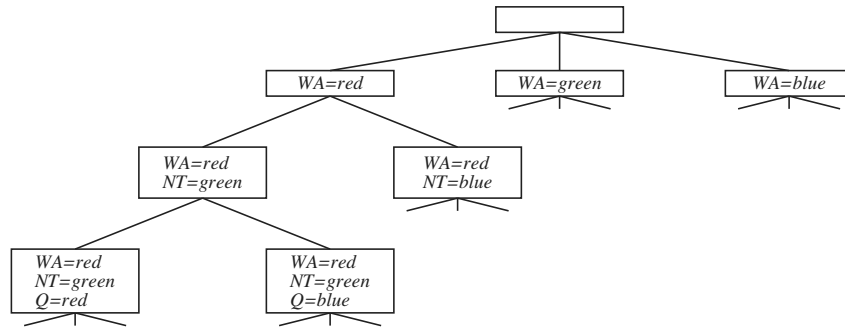 WA=red
WA=green
WA=blue
WA=red
NT=green
WA=red
NT=blue
WA=red
NT=green
Q=red
WA=red
NT=green
Q=blue